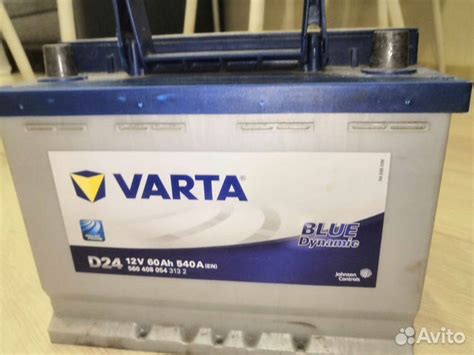 VARTA®
BLUE
Dynamic
D24 12V 60Ah 540A (EN)
560 408 054 313 2
Johnson
Controls
Avito